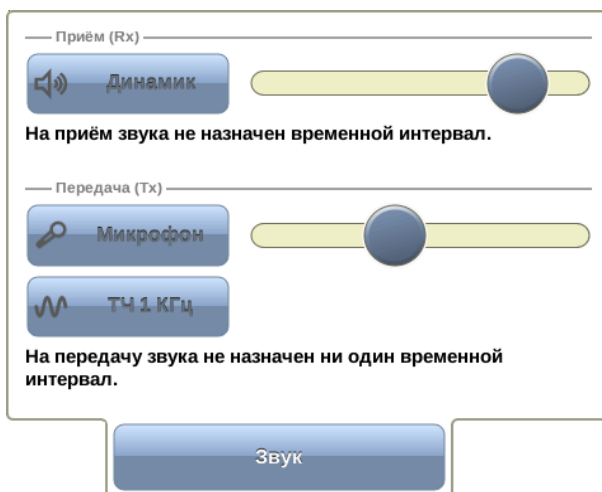 Приём (Rx)
Динамик
На приём звука не назначен временной интервал.
Передача (Tx)
Микрофон
ТЧ 1 КГц
На передачу звука не назначен ни один временной
интервал.
Звук